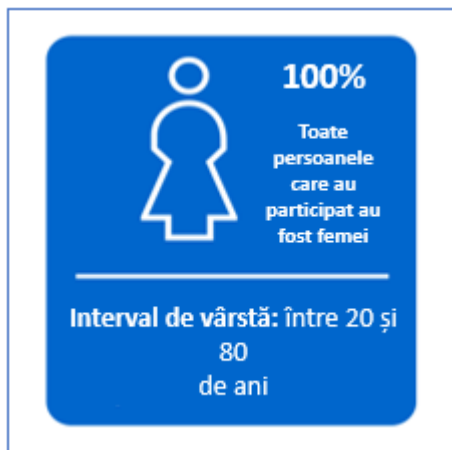 100%
Toate
persoanele
care au
participat au
fost femei
Interval de vârstă: între 20 și
80
de ani